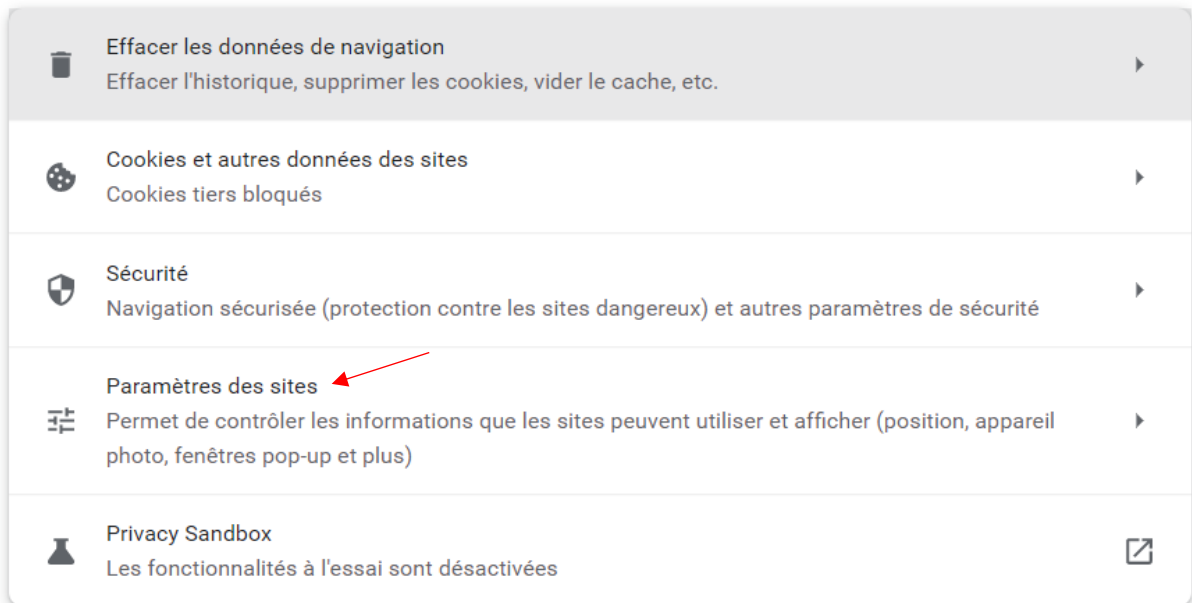 Effacer les données de navigation
Effacer l'historique, supprimer les cookies, vider le cache, etc.
Cookies et autres données des sites
Cookies tiers bloqués
Sécurité
Navigation sécurisée (protection contre les sites dangereux) et autres paramètres de sécurité
Paramètres des sites
Permet de contrôler les informations que les sites peuvent utiliser et afficher (position, appareil
photo, fenêtres pop-up et plus)
Privacy Sandbox
Les fonctionnalités à l'essai sont désactivées